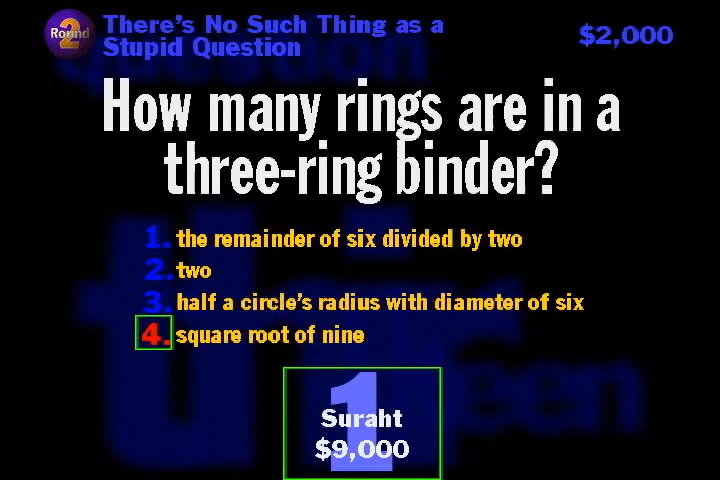 Round 2
There's No Such Thing as a
Stupid Question
$2,000
How many rings are in a
three-ring binder?
1. the remainder of six divided by two
2. two
3. half a circle's radius with diameter of six
4. square root of nine
1
Suraht
$9,000